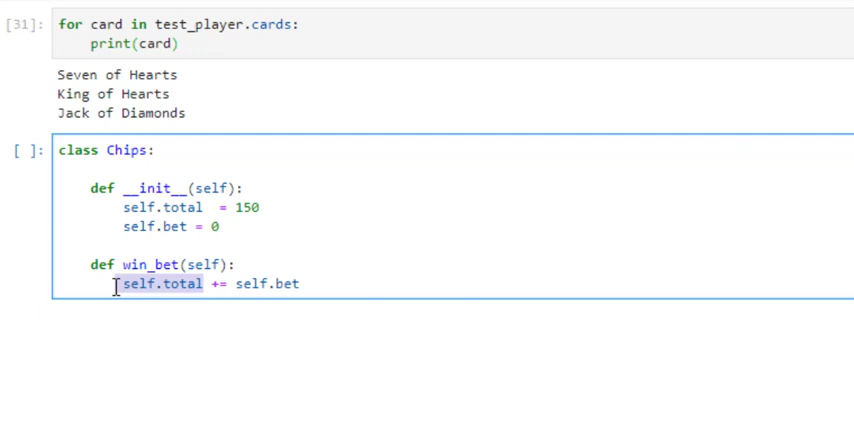 [31]: for card in test_player.cards:
    print(card)
Seven of Hearts
King of Hearts
Jack of Diamonds
[ ]: class Chips:
    def __init__(self):
        self.total  = 150
        self.bet = 0
    def win_bet(self):
        self.total += self.bet